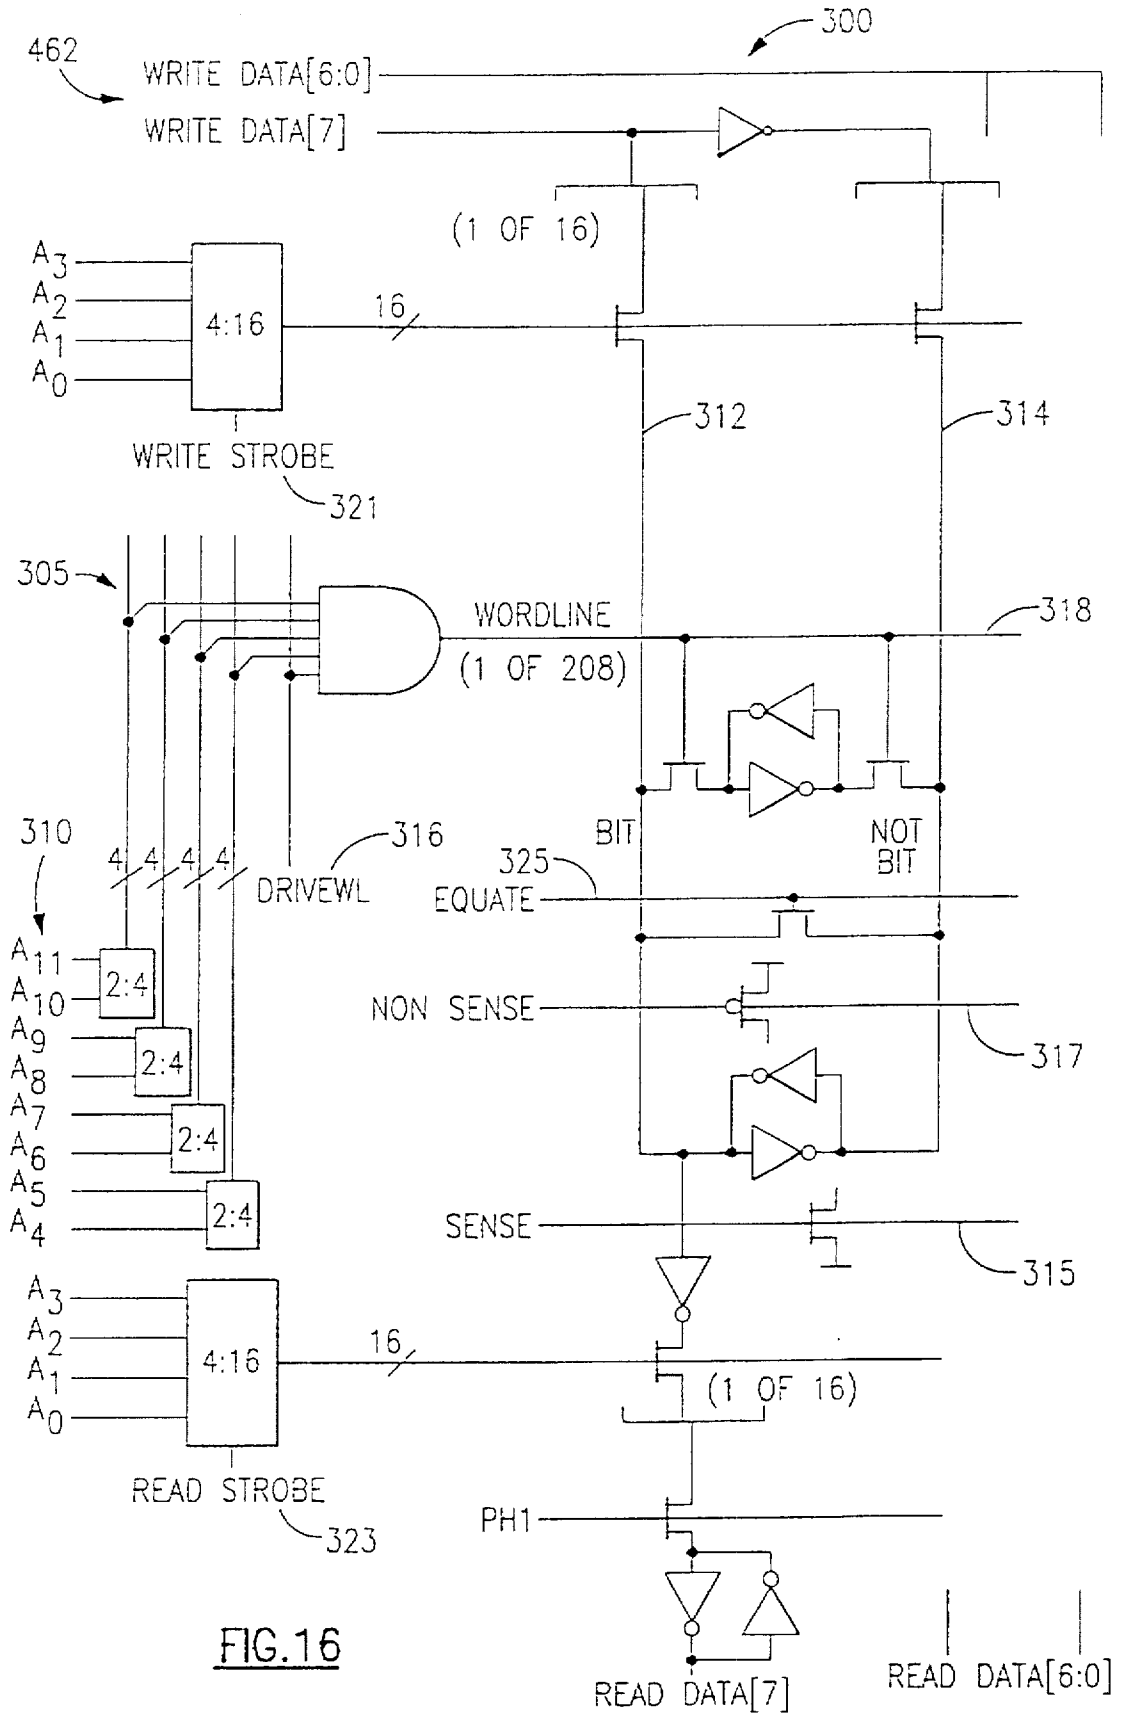 300
462
WRITE DATA[6:0]
WRITE DATA[7]
(1 OF 16)
A3
A2
A1
A0
4:16
16
WRITE STROBE
321
312
314
305
WORDLINE
(1 OF 208)
318
310
4 4 4 4
DRIVEWL
316
BIT
NOT BIT
325
EQUATE
A11
A10
2:4
NON SENSE
317
A9
A8
2:4
A7
A6
2:4
A5
A4
2:4
SENSE
315
A3
A2
A1
A0
4:16
16
(1 OF 16)
READ STROBE
323
PH1
FIG.16
READ DATA[7]
READ DATA[6:0]